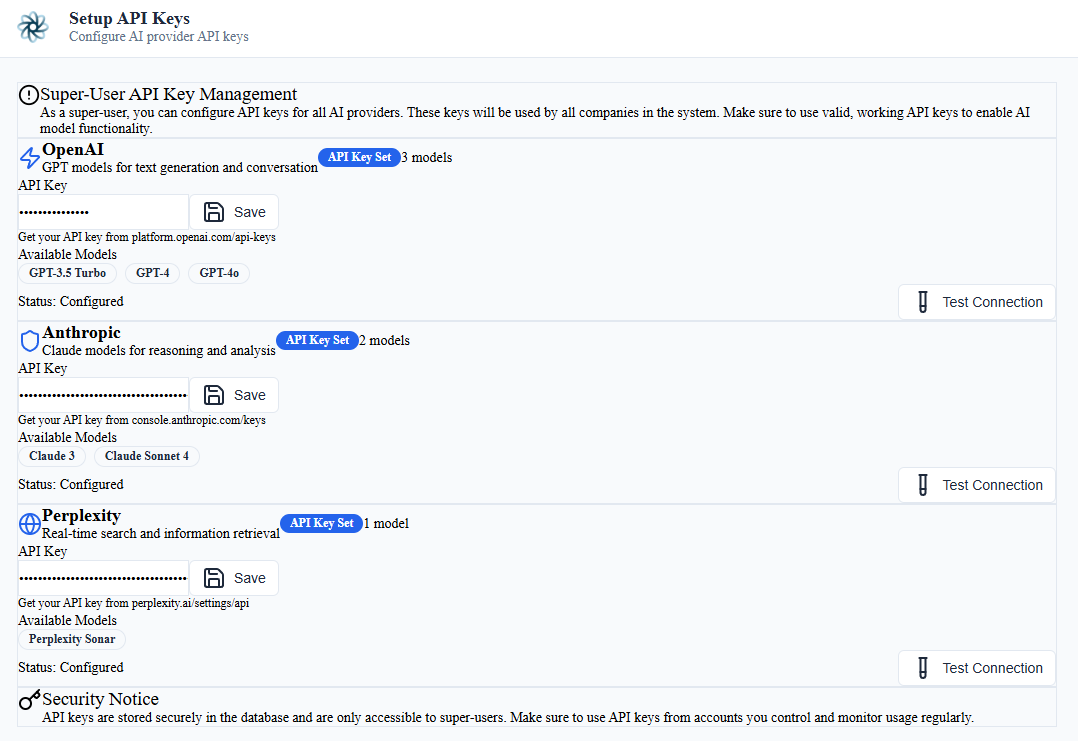 Setup API Keys
Configure AI provider API keys
Super-User API Key Management
As a super-user, you can configure API keys for all AI providers. These keys will be used by all companies in the system. Make sure to use valid, working API keys to enable AI
model functionality.
OpenAI
GPT models for text generation and conversation
API Key Set
3 models
API Key
•••••••••••••••
Save
Get your API key from platform.openai.com/api-keys
Available Models
GPT-3.5 Turbo
GPT-4
GPT-4o
Status: Configured
Test Connection
Anthropic
Claude models for reasoning and analysis
API Key Set
2 models
API Key
••••••••••••••••••••••••••••••••••••
Save
Get your API key from console.anthropic.com/keys
Available Models
Claude 3
Claude Sonnet 4
Status: Configured
Test Connection
Perplexity
Real-time search and information retrieval
API Key Set
1 model
API Key
••••••••••••••••••••••••••••••••••••
Save
Get your API key from perplexity.ai/settings/api
Available Models
Perplexity Sonar
Status: Configured
Test Connection
Security Notice
API keys are stored securely in the database and are only accessible to super-users. Make sure to use API keys from accounts you control and monitor usage regularly.